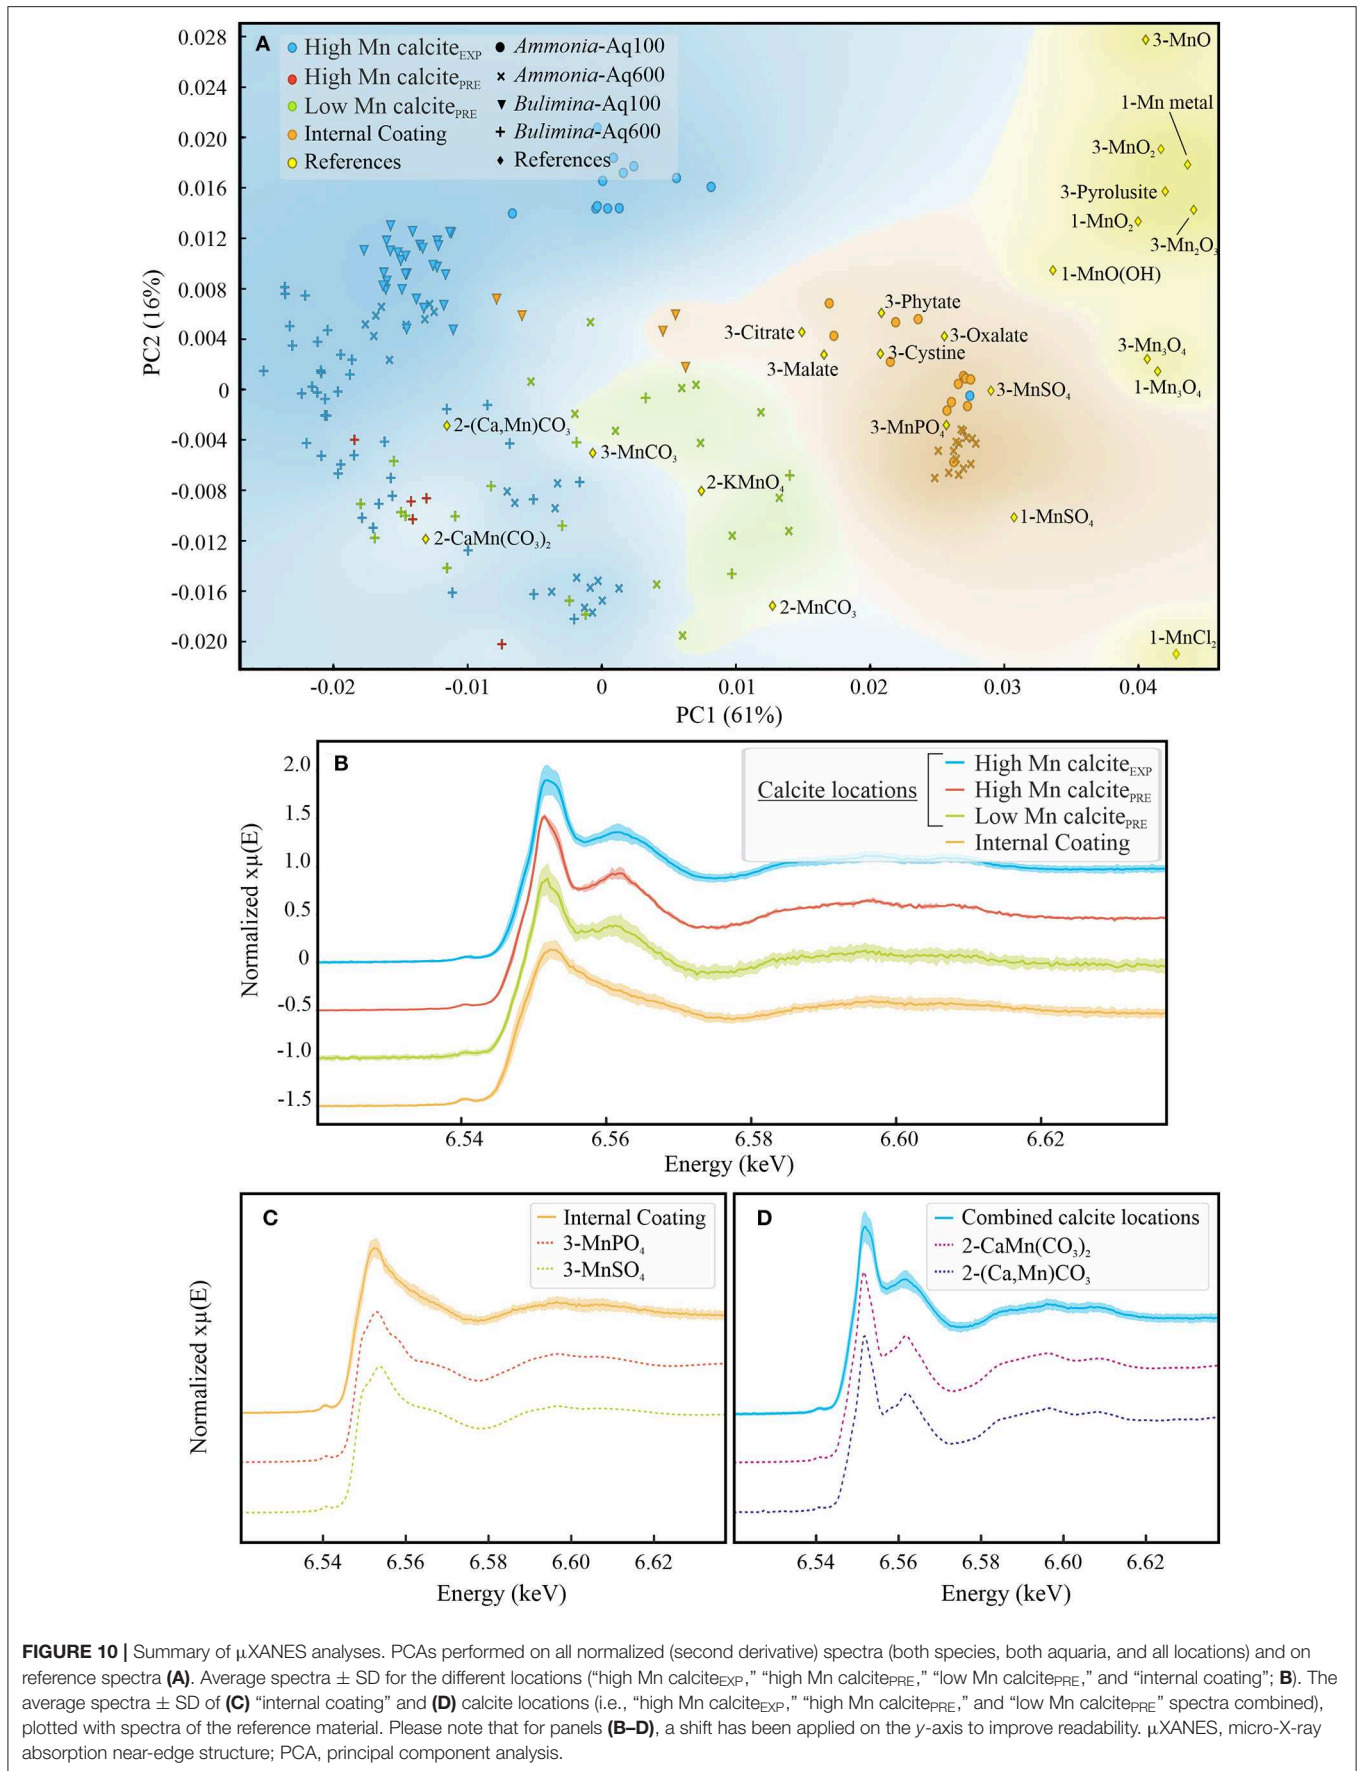 A
High Mn calcite_EXP
High Mn calcite_PRE
Low Mn calcite_PRE
Internal Coating
References
Ammonia-Aq100
Ammonia-Aq600
Bulimina-Aq100
Bulimina-Aq600
References
0.028
0.024
0.020
0.016
0.012
0.008
0.004
0
-0.004
-0.008
-0.012
-0.016
-0.020
PC2 (16%)
3-MnO
1-Mn metal
3-MnO₂
3-Pyrolusite
1-MnO₂
3-Mn₂O₃
1-MnO(OH)
3-Phytate
3-Citrate
3-Oxalate
3-Malate
3-Cystine
3-Mn₃O₄
1-Mn₃O₄
3-MnSO₄
3-MnPO₄
2-(Ca,Mn)CO₃
3-MnCO₃
2-KMnO₄
1-MnSO₄
2-CaMn(CO₃)₂
2-MnCO₃
1-MnCl₂
-0.02 -0.01 0 0.01 0.02 0.03 0.04
PC1 (61%)
B
Calcite locations
High Mn calcite_EXP
High Mn calcite_PRE
Low Mn calcite_PRE
Internal Coating
2.0
1.5
1.0
0.5
0
-0.5
-1.0
-1.5
Normalized xμ(E)
6.54 6.56 6.58 6.60 6.62
Energy (keV)
C
Internal Coating
3-MnPO₄
3-MnSO₄
Normalized xμ(E)
6.54 6.56 6.58 6.60 6.62
Energy (keV)
D
Combined calcite locations
2-CaMn(CO₃)₂
2-(Ca,Mn)CO₃
6.54 6.56 6.58 6.60 6.62
Energy (keV)
FIGURE 10 | Summary of μXANES analyses. PCAs performed on all normalized (second derivative) spectra (both species, both aquaria, and all locations) and on
reference spectra (A). Average spectra ± SD for the different locations (“high Mn calcite_EXP,” “high Mn calcite_PRE,” “low Mn calcite_PRE,” and “internal coating”; B). The
average spectra ± SD of (C) “internal coating” and (D) calcite locations (i.e., “high Mn calcite_EXP,” “high Mn calcite_PRE,” and “low Mn calcite_PRE” spectra combined),
plotted with spectra of the reference material. Please note that for panels (B–D), a shift has been applied on the y-axis to improve readability. μXANES, micro-X-ray
absorption near-edge structure; PCA, principal component analysis.